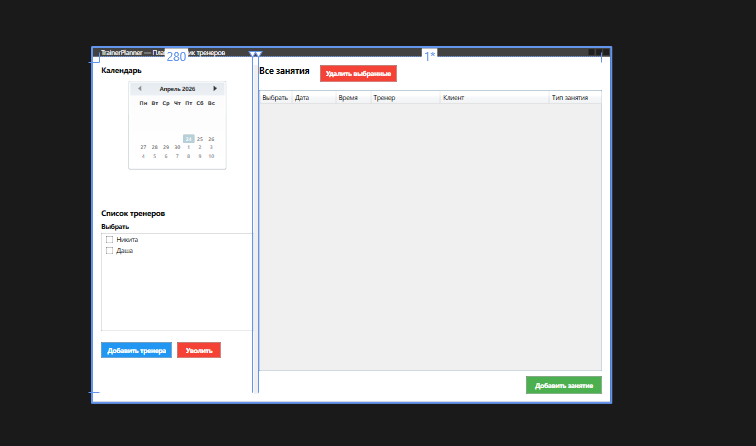 TrainerPlanner — Пла
ик тренеров
280
1*
Календарь
Апрель 2026
Пн Вт Ср Чт Пт Сб Вс
24 25 26
27 28 29 30 1 2 3
4 5 6 7 8 9 10
Список тренеров
Выбрать
Никита
Даша
Добавить тренера
Уволить
Все занятия
Удалить выбранные
Выбрать Дата Время Тренер Клиент Тип занятия
Добавить занятие